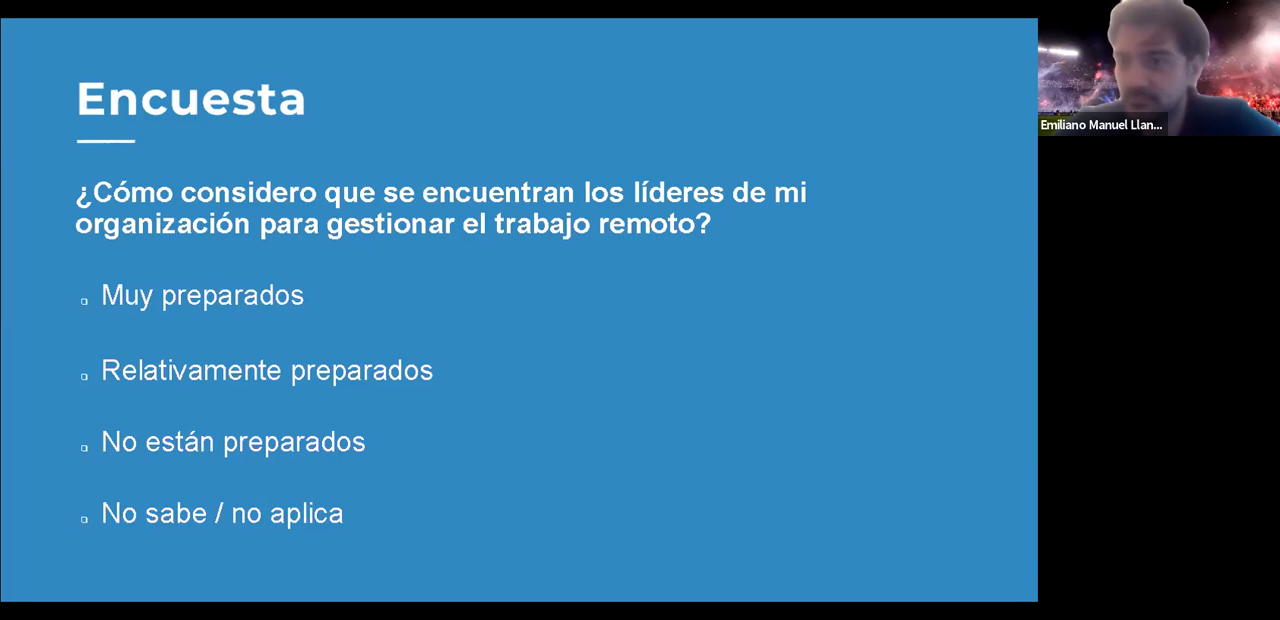 Encuesta
¿Cómo considero que se encuentran los líderes de mi
organización para gestionar el trabajo remoto?
Muy preparados
Relativamente preparados
No están preparados
No sabe / no aplica
Emiliano Manuel Llan...